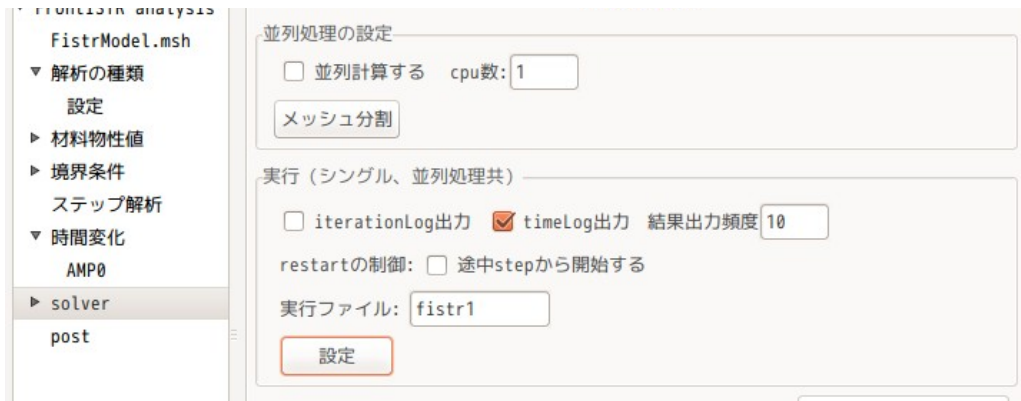 FrontISTR analysis
FistrModel.msh
解析の種類
設定
材料物性値
境界条件
ステップ解析
時間変化
AMP0
solver
post
並列処理の設定
並列計算する cpu数: 1
メッシュ分割
実行（シングル、並列処理共）
iterationLog出力 timeLog出力 結果出力頻度 10
restartの制御: 途中stepから開始する
実行ファイル: fistr1
設定